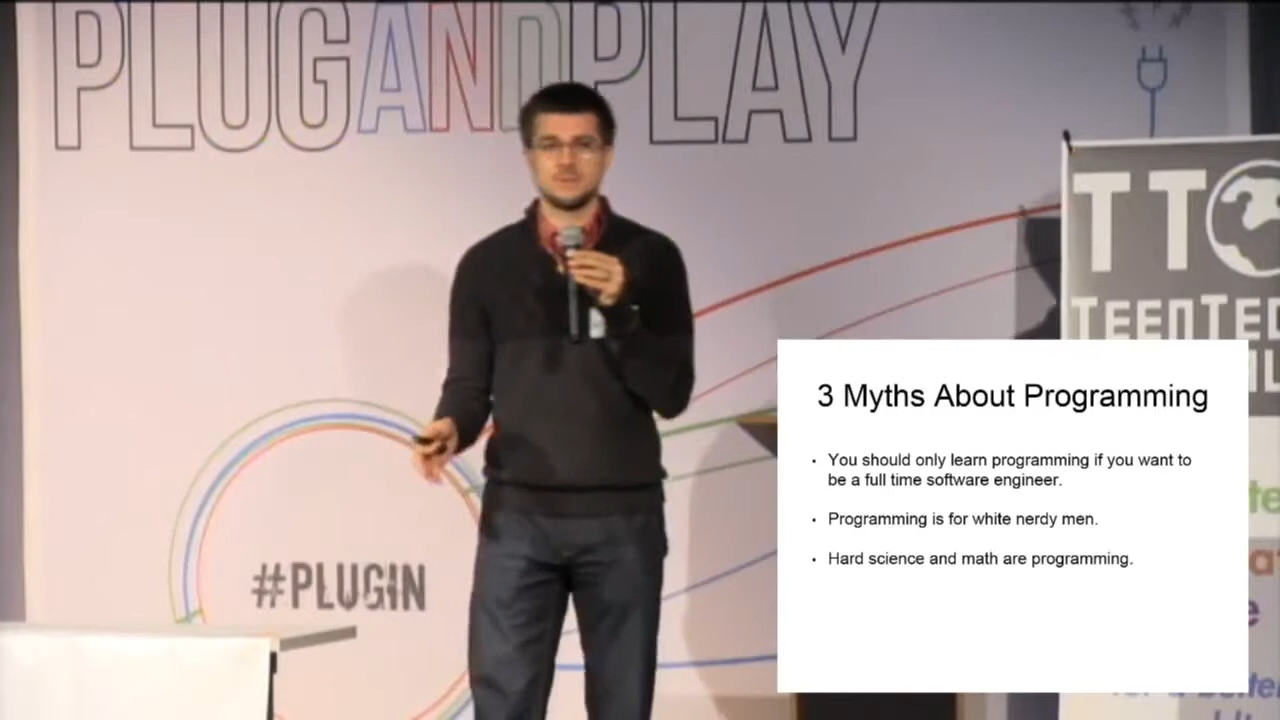 PLUGANDPLAY
TT
TEENTE
#PLUGIN
3 Myths About Programming
• You should only learn programming if you want to
be a full time software engineer.
• Programming is for white nerdy men.
• Hard science and math are programming.